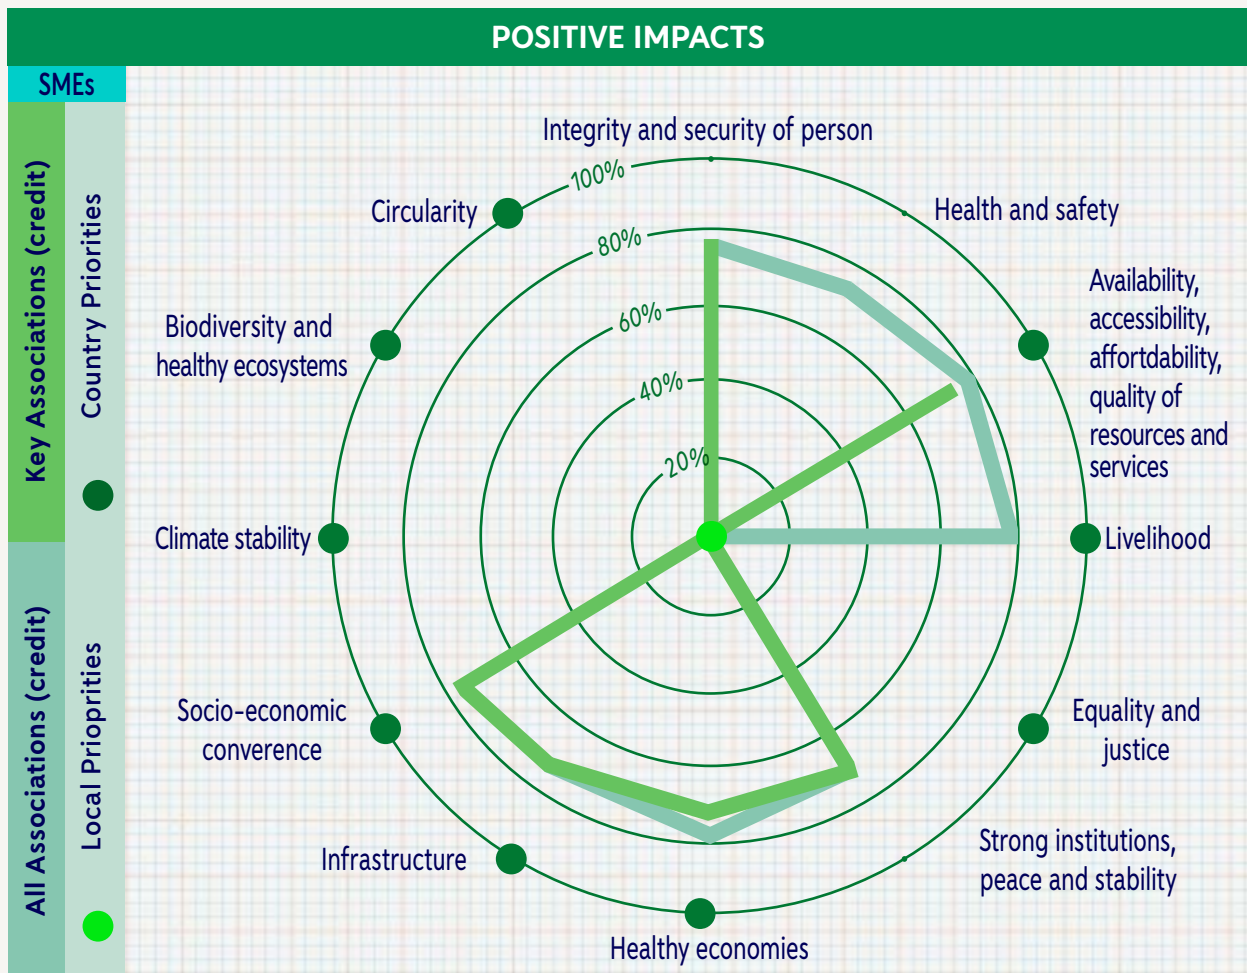 POSITIVE IMPACTS
SMEs
Key Associations (credit)
Country Priorities
All Associations (credit)
Local Prioprities
Integrity and security of person
100%
80%
60%
40%
20%
Circularity
Health and safety
Availability,
accessibility,
affortdability,
quality of
resources and
services
Biodiversity and
healthy ecosystems
Climate stability
Livelihood
Socio-economic
converence
Equality and
justice
Infrastructure
Strong institutions,
peace and stability
Healthy economies